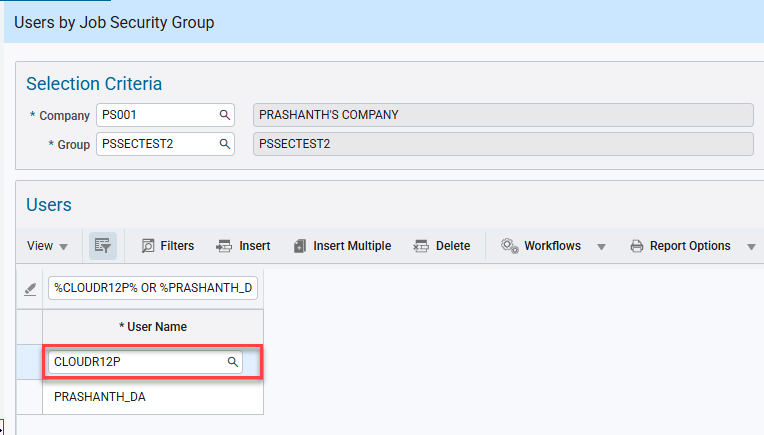 Users by Job Security Group
Selection Criteria
* Company PS001 PRASHANTH'S COMPANY
* Group PSSECTEST2 PSSECTEST2
Users
View Filters Insert Insert Multiple Delete Workflows Report Options
%CLOUDR12P% OR %PRASHANTH_D
* User Name
CLOUDR12P
PRASHANTH_DA